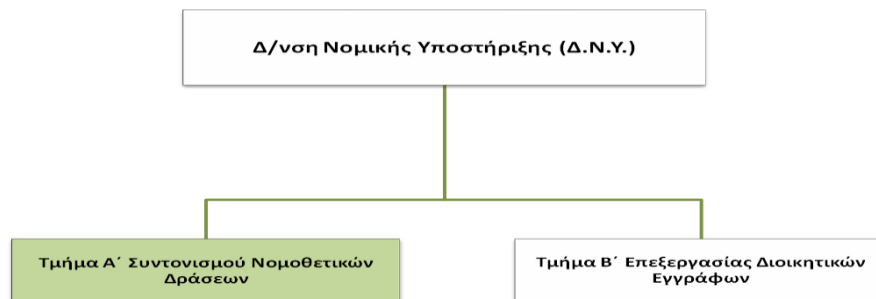 Δ/νση Νομικής Υποστήριξης (Δ.Ν.Υ.)
Τμήμα Α΄ Συντονισμού Νομοθετικών
Δράσεων
Τμήμα Β΄ Επεξεργασίας Διοικητικών
Εγγράφων